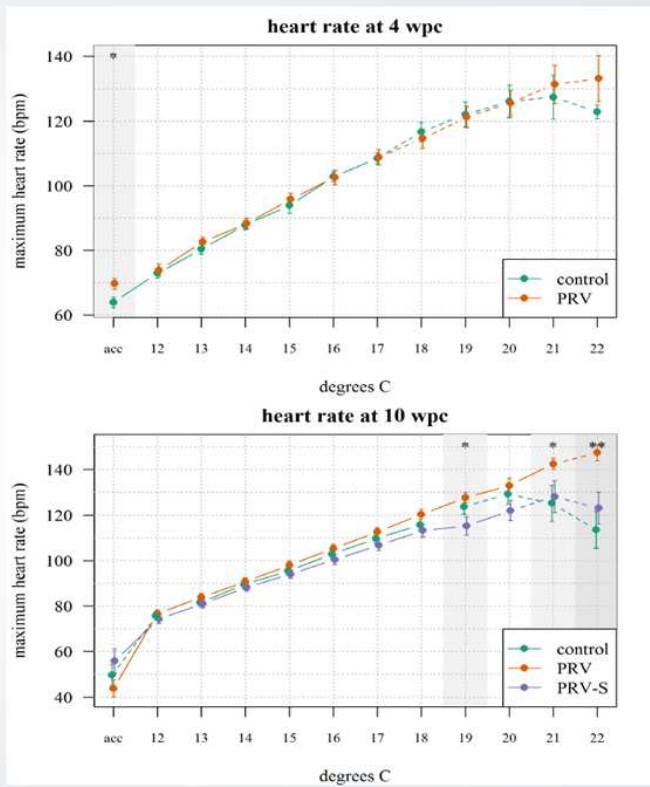 heart rate at 4 wpc
*
maximum heart rate (bpm)
140
120
100
80
60
control
PRV
acc 12 13 14 15 16 17 18 19 20 21 22
degrees C
heart rate at 10 wpc
* * **
maximum heart rate (bpm)
140
120
100
80
60
40
control
PRV
PRV-S
acc 12 13 14 15 16 17 18 19 20 21 22
degrees C